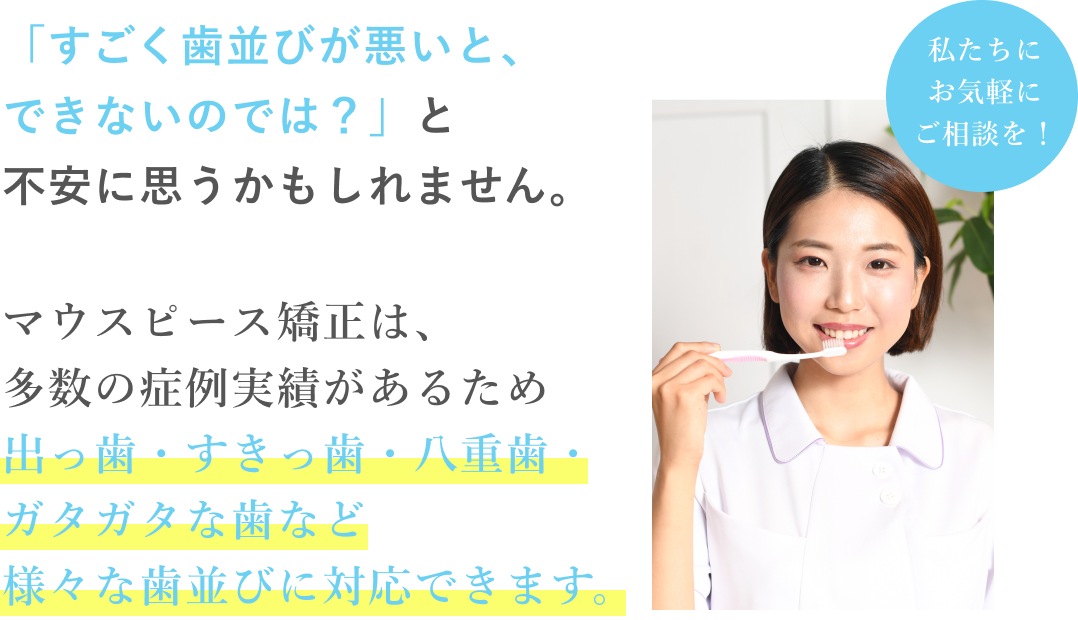 「すごく歯並びが悪いと、
できないのでは？」と
不安に思うかもしれません。
マウスピース矯正は、
多数の症例実績があるため
出っ歯・すきっ歯・八重歯・
ガタガタな歯など
様々な歯並びに対応できます。
私たちに
お気軽に
ご相談を！